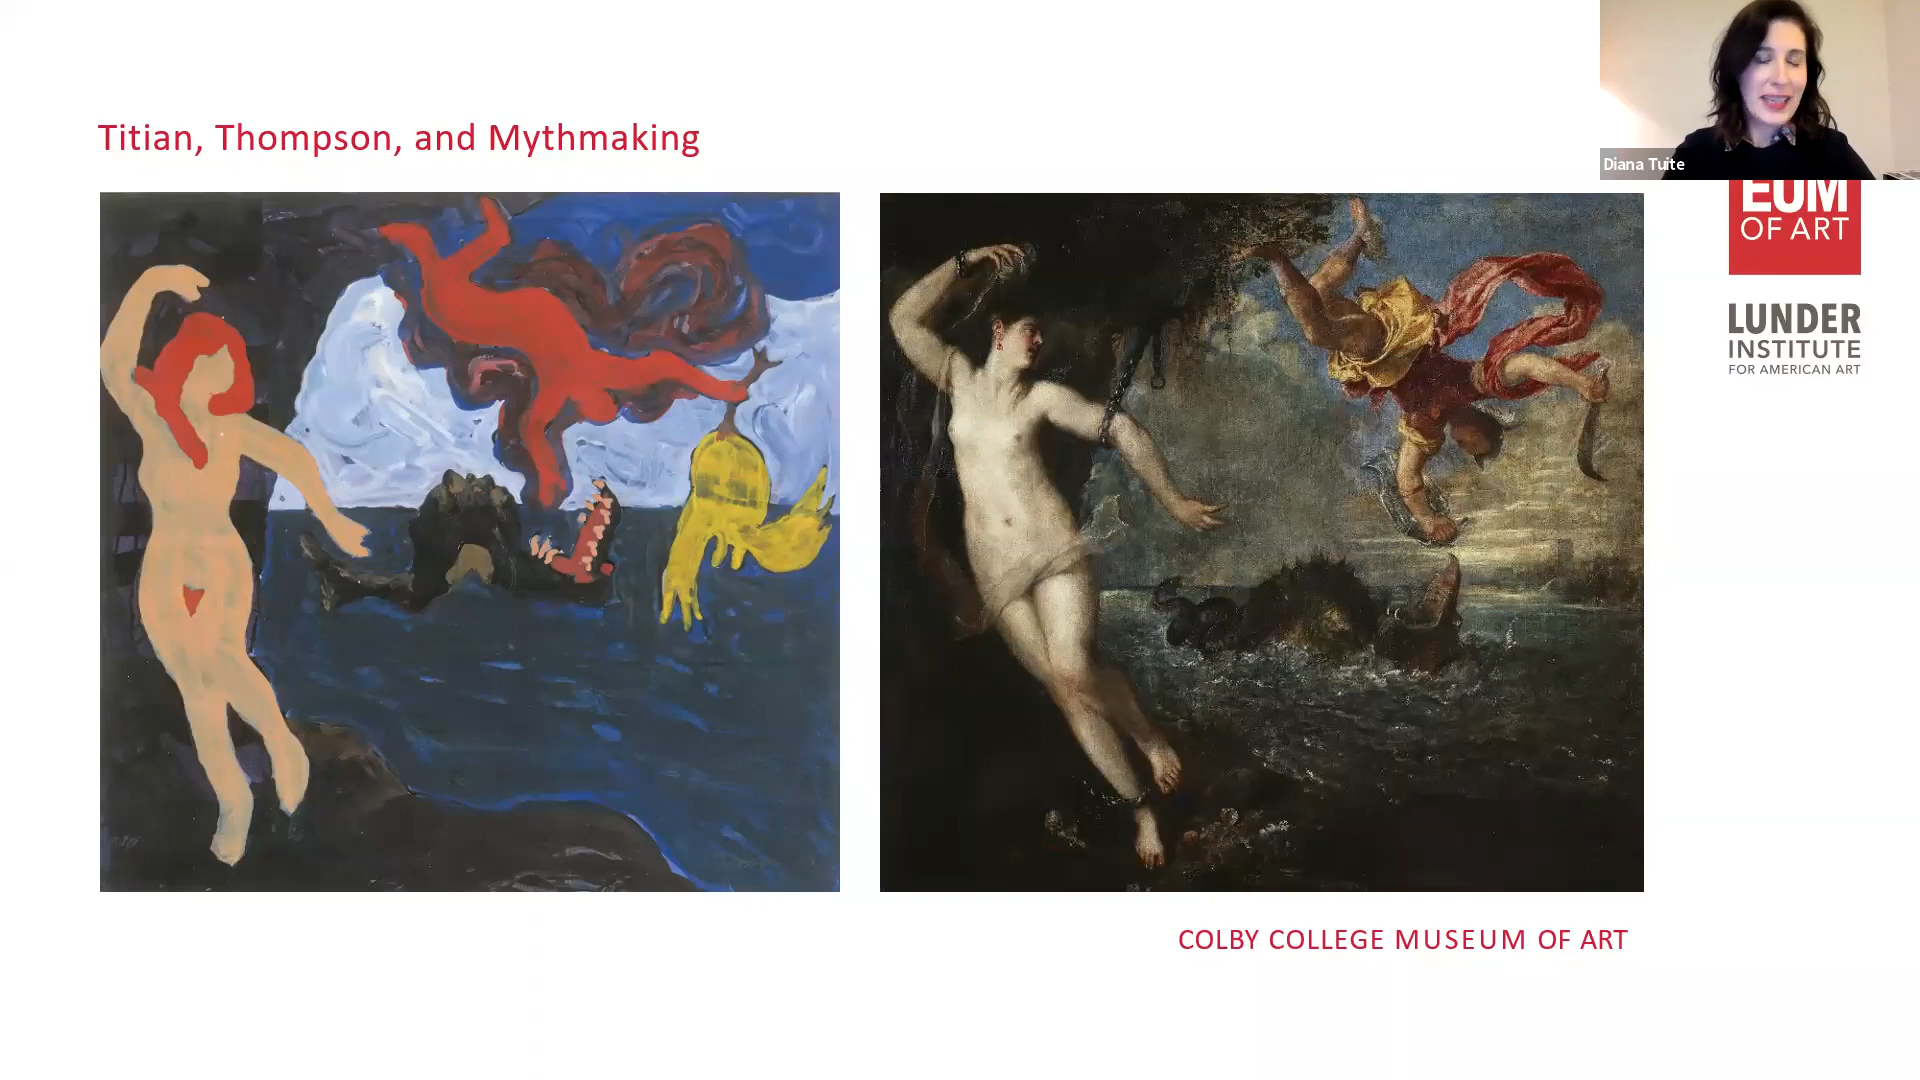 Titian, Thompson, and Mythmaking
Diana Tuite
EUM
OF ART
LUNDER
INSTITUTE
FOR AMERICAN ART
COLBY COLLEGE MUSEUM OF ART